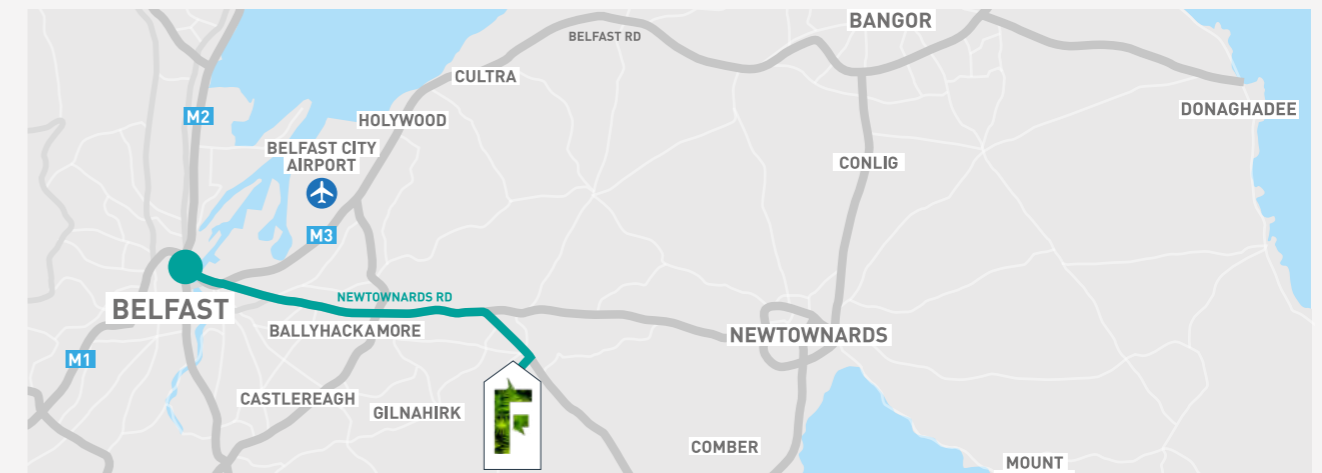 BANGOR
BELFAST RD
CULTRA
DONAGHADEE
M2
HOLYWOOD
BELFAST CITY
AIRPORT
CONLIG
M3
NEWTOWNARDS RD
BELFAST
BALLYHACKAMORE
NEWTOWNARDS
M1
CASTLEREAGH
GILNAHIRK
F
COMBER
MOUNT